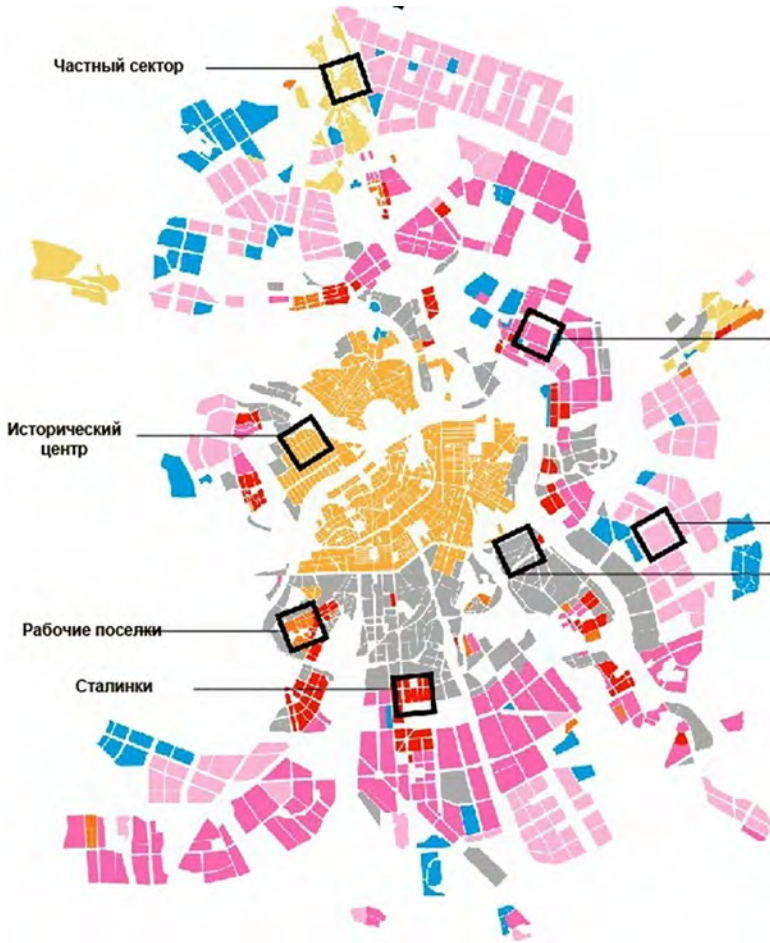 Частный сектор
Исторический
центр
Рабочие поселки
Сталинки